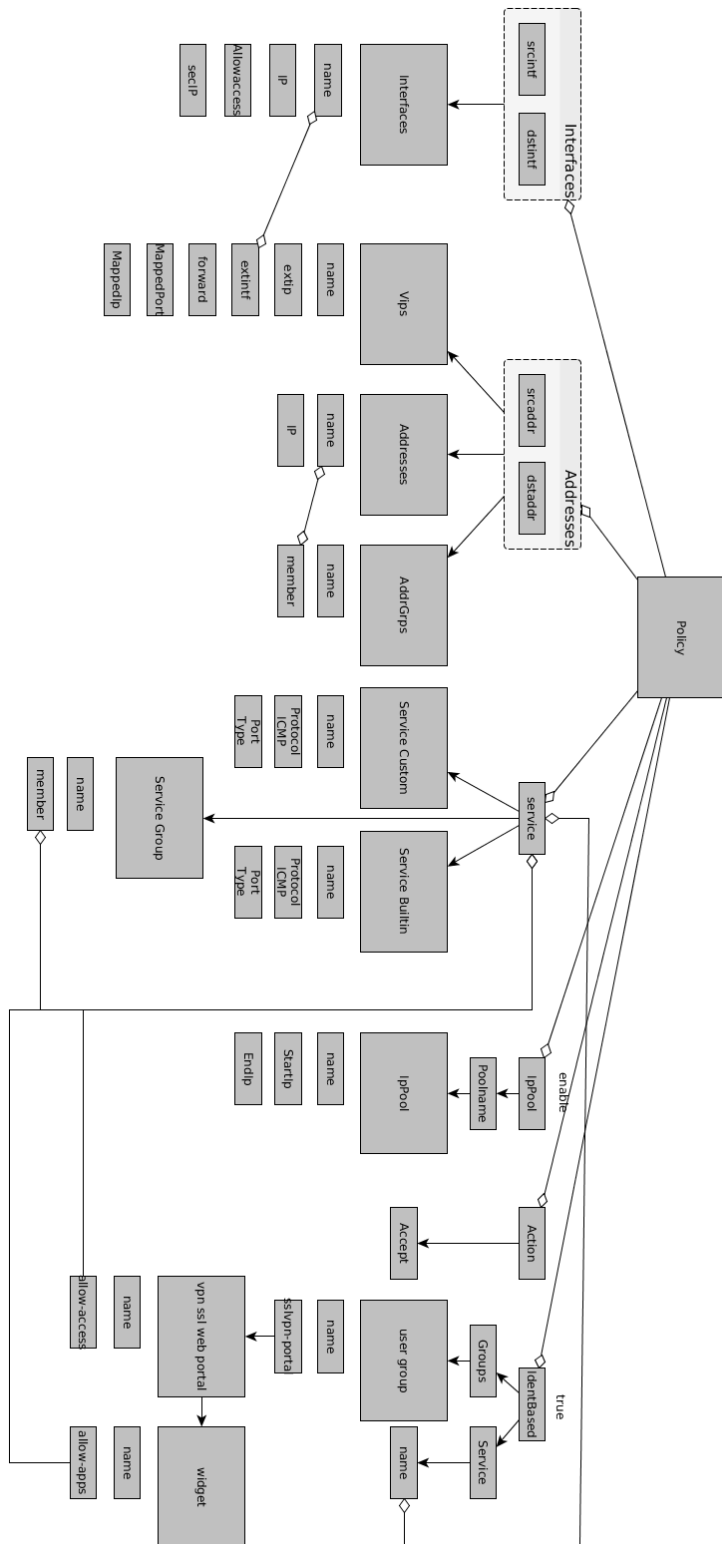 Policy
Interfaces
srcintf
dstintf
Addresses
srcaddr
dstaddr
service
enable
IpPool
Poolname
Action
true
IdentBased
Groups
Service
Interfaces
name
IP
Allowaccess
secIP
Vips
name
extip
extintf
forward
MappedPort
MappedIp
Addresses
name
IP
AddrGrps
name
member
Service Custom
name
Protocol
ICMP
Port
Type
Service Builtin
name
Protocol
ICMP
Port
Type
Service Group
name
member
IpPool
name
StartIp
EndIp
Accept
user group
name
sslvpn-portal
name
vpn ssl web portal
name
allow-access
widget
name
allow-apps